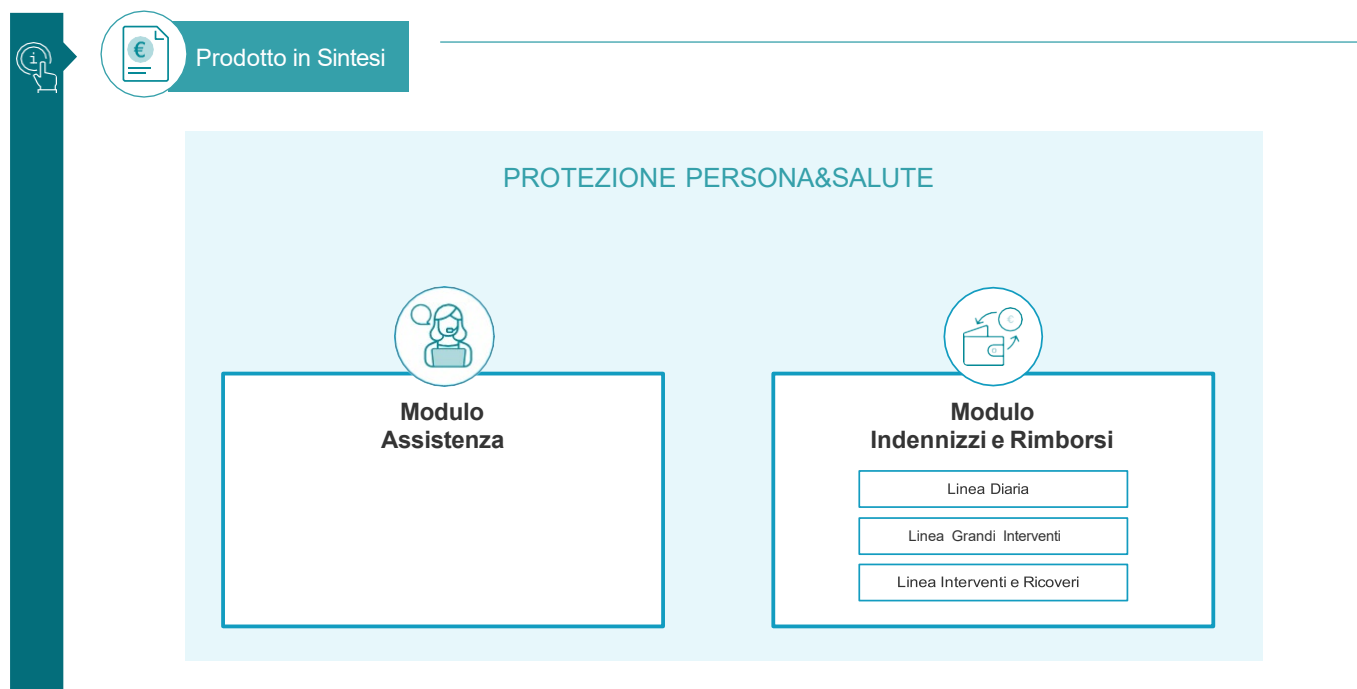 Prodotto in Sintesi
PROTEZIONE PERSONA&SALUTE
Modulo
Assistenza
Modulo
Indennizzi e Rimborsi
Linea Diaria
Linea Grandi Interventi
Linea Interventi e Ricoveri